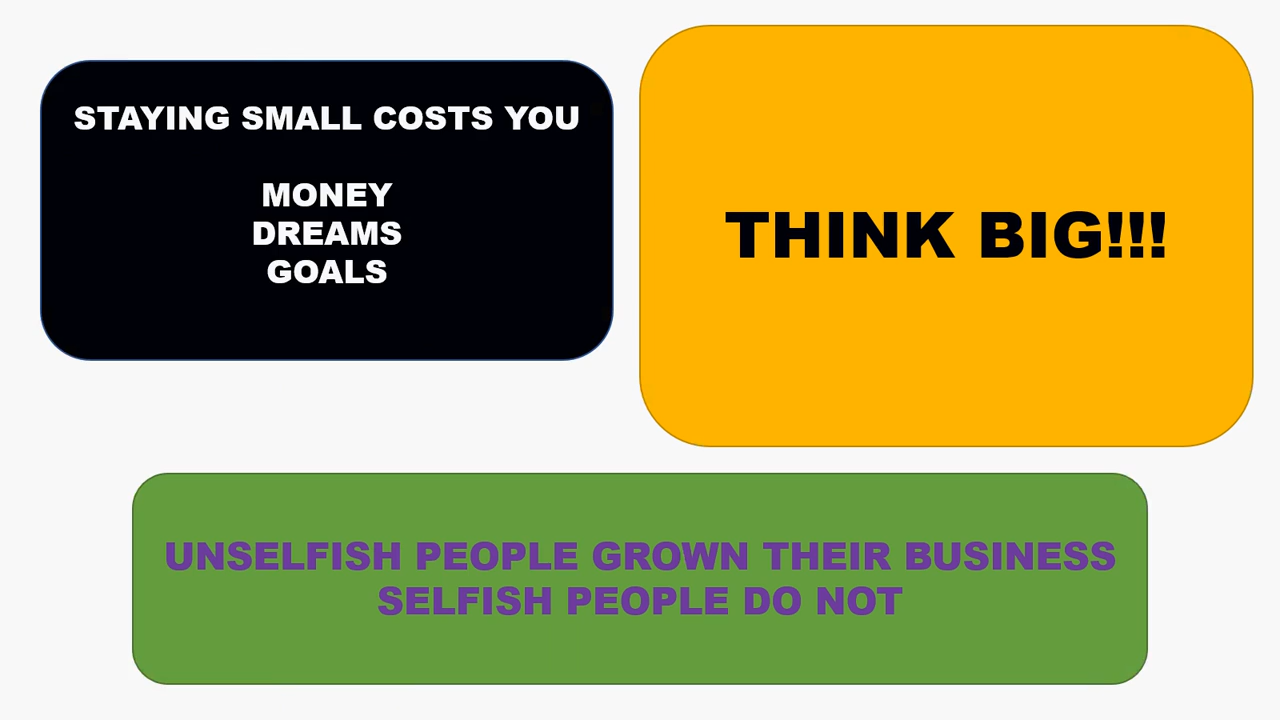 STAYING SMALL COSTS YOU
MONEY
DREAMS
GOALS
THINK BIG!!!
UNSELFISH PEOPLE GROWN THEIR BUSINESS
SELFISH PEOPLE DO NOT